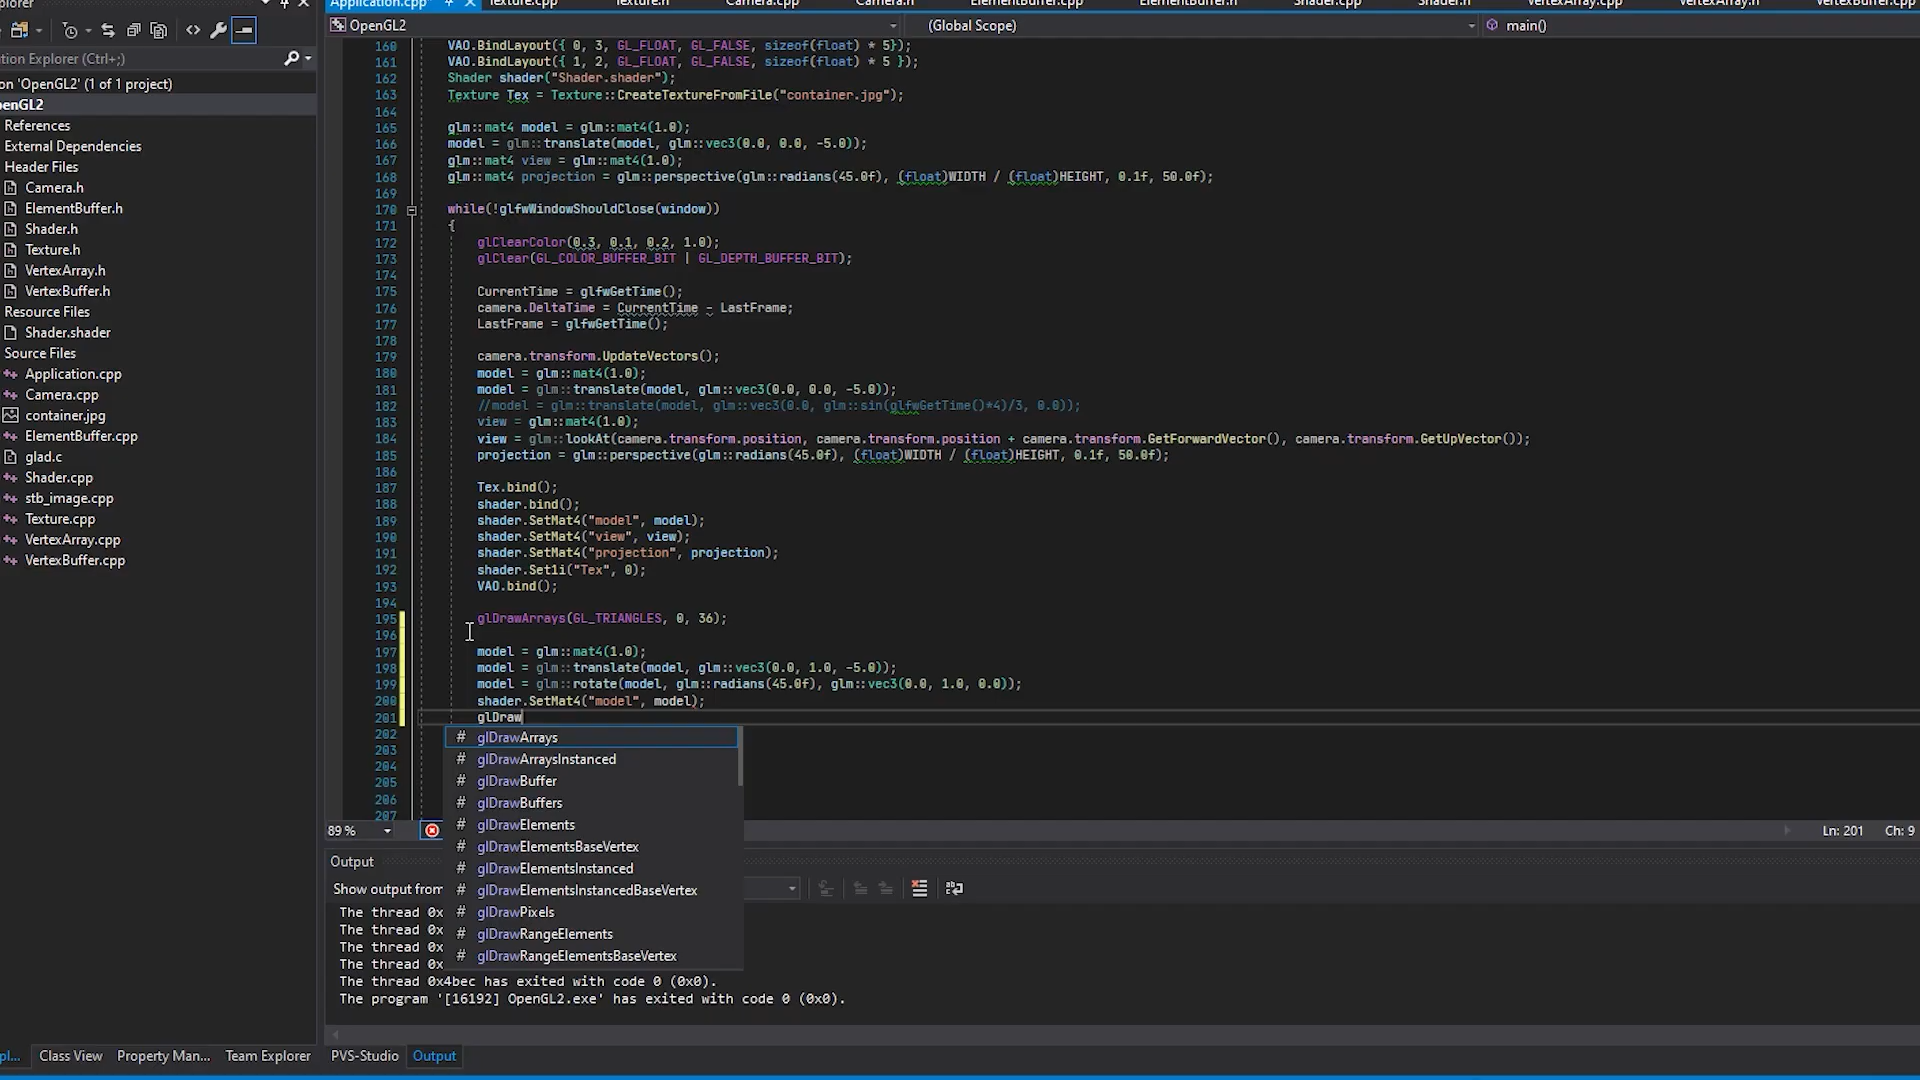 plorer
Application.cpp*
Texture.cpp
Texture.h
Camera.cpp
Camera.h
ElementBuffer.cpp
ElementBuffer.h
Shader.cpp
Shader.h
VertexArray.cpp
VertexArray.h
VertexBuffer.cpp
OpenGL2
(Global Scope)
main()
tion Explorer (Ctrl+;)
on 'OpenGL2' (1 of 1 project)
penGL2
References
External Dependencies
Header Files
Camera.h
ElementBuffer.h
Shader.h
Texture.h
VertexArray.h
VertexBuffer.h
Resource Files
Shader.shader
Source Files
Application.cpp
Camera.cpp
container.jpg
ElementBuffer.cpp
glad.c
Shader.cpp
stb_image.cpp
Texture.cpp
VertexArray.cpp
VertexBuffer.cpp
160 VAO.BindLayout({ 0, 3, GL_FLOAT, GL_FALSE, sizeof(float) * 5});
161 VAO.BindLayout({ 1, 2, GL_FLOAT, GL_FALSE, sizeof(float) * 5 });
162 Shader shader("Shader.shader");
163 Texture Tex = Texture::CreateTextureFromFile("container.jpg");
164
165 glm::mat4 model = glm::mat4(1.0);
166 model = glm::translate(model, glm::vec3(0.0, 0.0, -5.0));
167 glm::mat4 view = glm::mat4(1.0);
168 glm::mat4 projection = glm::perspective(glm::radians(45.0f), (float)WIDTH / (float)HEIGHT, 0.1f, 50.0f);
169
170 while(!glfwWindowShouldClose(window))
171 {
172 glClearColor(0.3, 0.1, 0.2, 1.0);
173 glClear(GL_COLOR_BUFFER_BIT | GL_DEPTH_BUFFER_BIT);
174
175 CurrentTime = glfwGetTime();
176 camera.DeltaTime = CurrentTime - LastFrame;
177 LastFrame = glfwGetTime();
178
179 camera.transform.UpdateVectors();
180 model = glm::mat4(1.0);
181 model = glm::translate(model, glm::vec3(0.0, 0.0, -5.0));
182 //model = glm::translate(model, glm::vec3(0.0, glm::sin(glfwGetTime()*4)/3, 0.0));
183 view = glm::mat4(1.0);
184 view = glm::lookAt(camera.transform.position, camera.transform.position + camera.transform.GetForwardVector(), camera.transform.GetUpVector());
185 projection = glm::perspective(glm::radians(45.0f), (float)WIDTH / (float)HEIGHT, 0.1f, 50.0f);
186
187 Tex.bind();
188 shader.bind();
189 shader.SetMat4("model", model);
190 shader.SetMat4("view", view);
191 shader.SetMat4("projection", projection);
192 shader.Set1i("Tex", 0);
193 VAO.bind();
194
195 glDrawArrays(GL_TRIANGLES, 0, 36);
196
197 model = glm::mat4(1.0);
198 model = glm::translate(model, glm::vec3(0.0, 1.0, -5.0));
199 model = glm::rotate(model, glm::radians(45.0f), glm::vec3(0.0, 1.0, 0.0));
200 shader.SetMat4("model", model);
201 glDraw
202
203
204
205
206
207
# glDrawArrays
# glDrawArraysInstanced
# glDrawBuffer
# glDrawBuffers
# glDrawElements
# glDrawElementsBaseVertex
# glDrawElementsInstanced
# glDrawElementsInstancedBaseVertex
# glDrawPixels
# glDrawRangeElements
# glDrawRangeElementsBaseVertex
89 %
Ln: 201 Ch: 9
Output
Show output from
The thread 0x
The thread 0x
The thread 0x
The thread 0x
The thread 0x4bec has exited with code 0 (0x0).
The program '[16192] OpenGL2.exe' has exited with code 0 (0x0).
pl... Class View Property Man... Team Explorer PVS-Studio Output